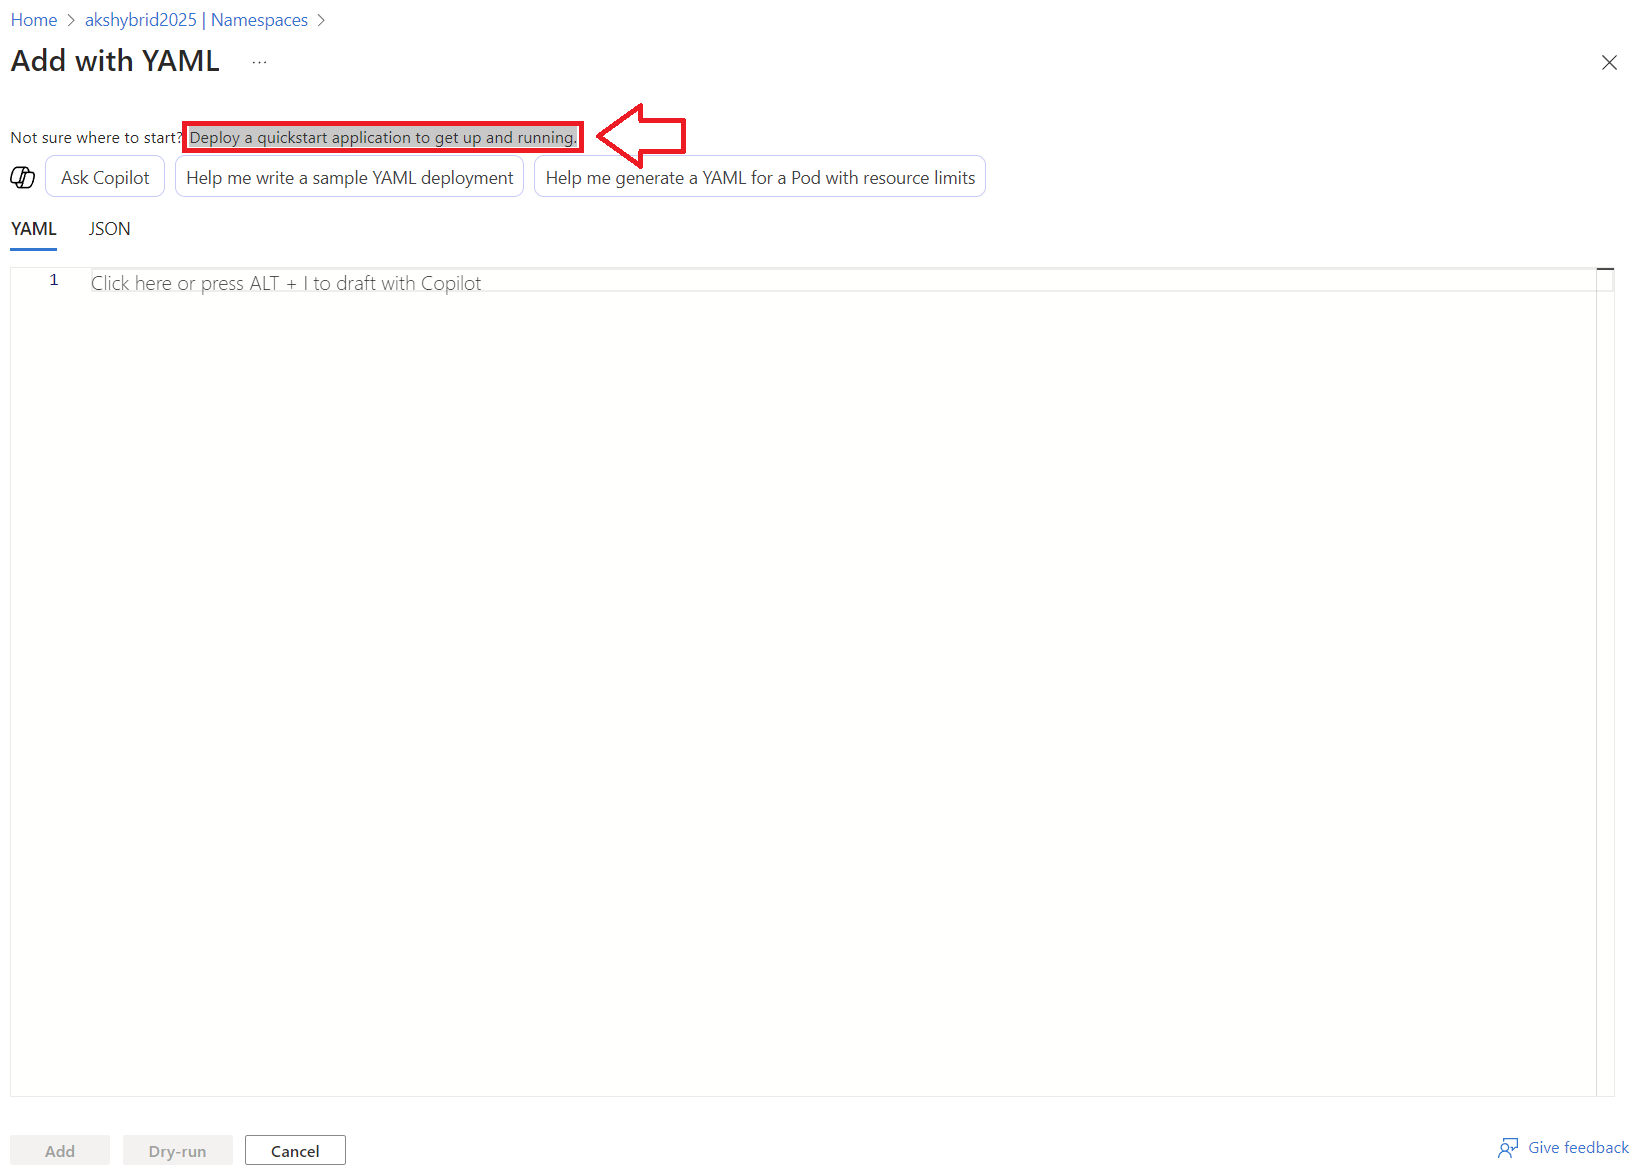 Home > akshybrid2025 | Namespaces >
Add with YAML ...
Not sure where to start? Deploy a quickstart application to get up and running.
Ask Copilot Help me write a sample YAML deployment Help me generate a YAML for a Pod with resource limits
YAML JSON
1 Click here or press ALT + I to draft with Copilot
Add Dry-run Cancel Give feedback